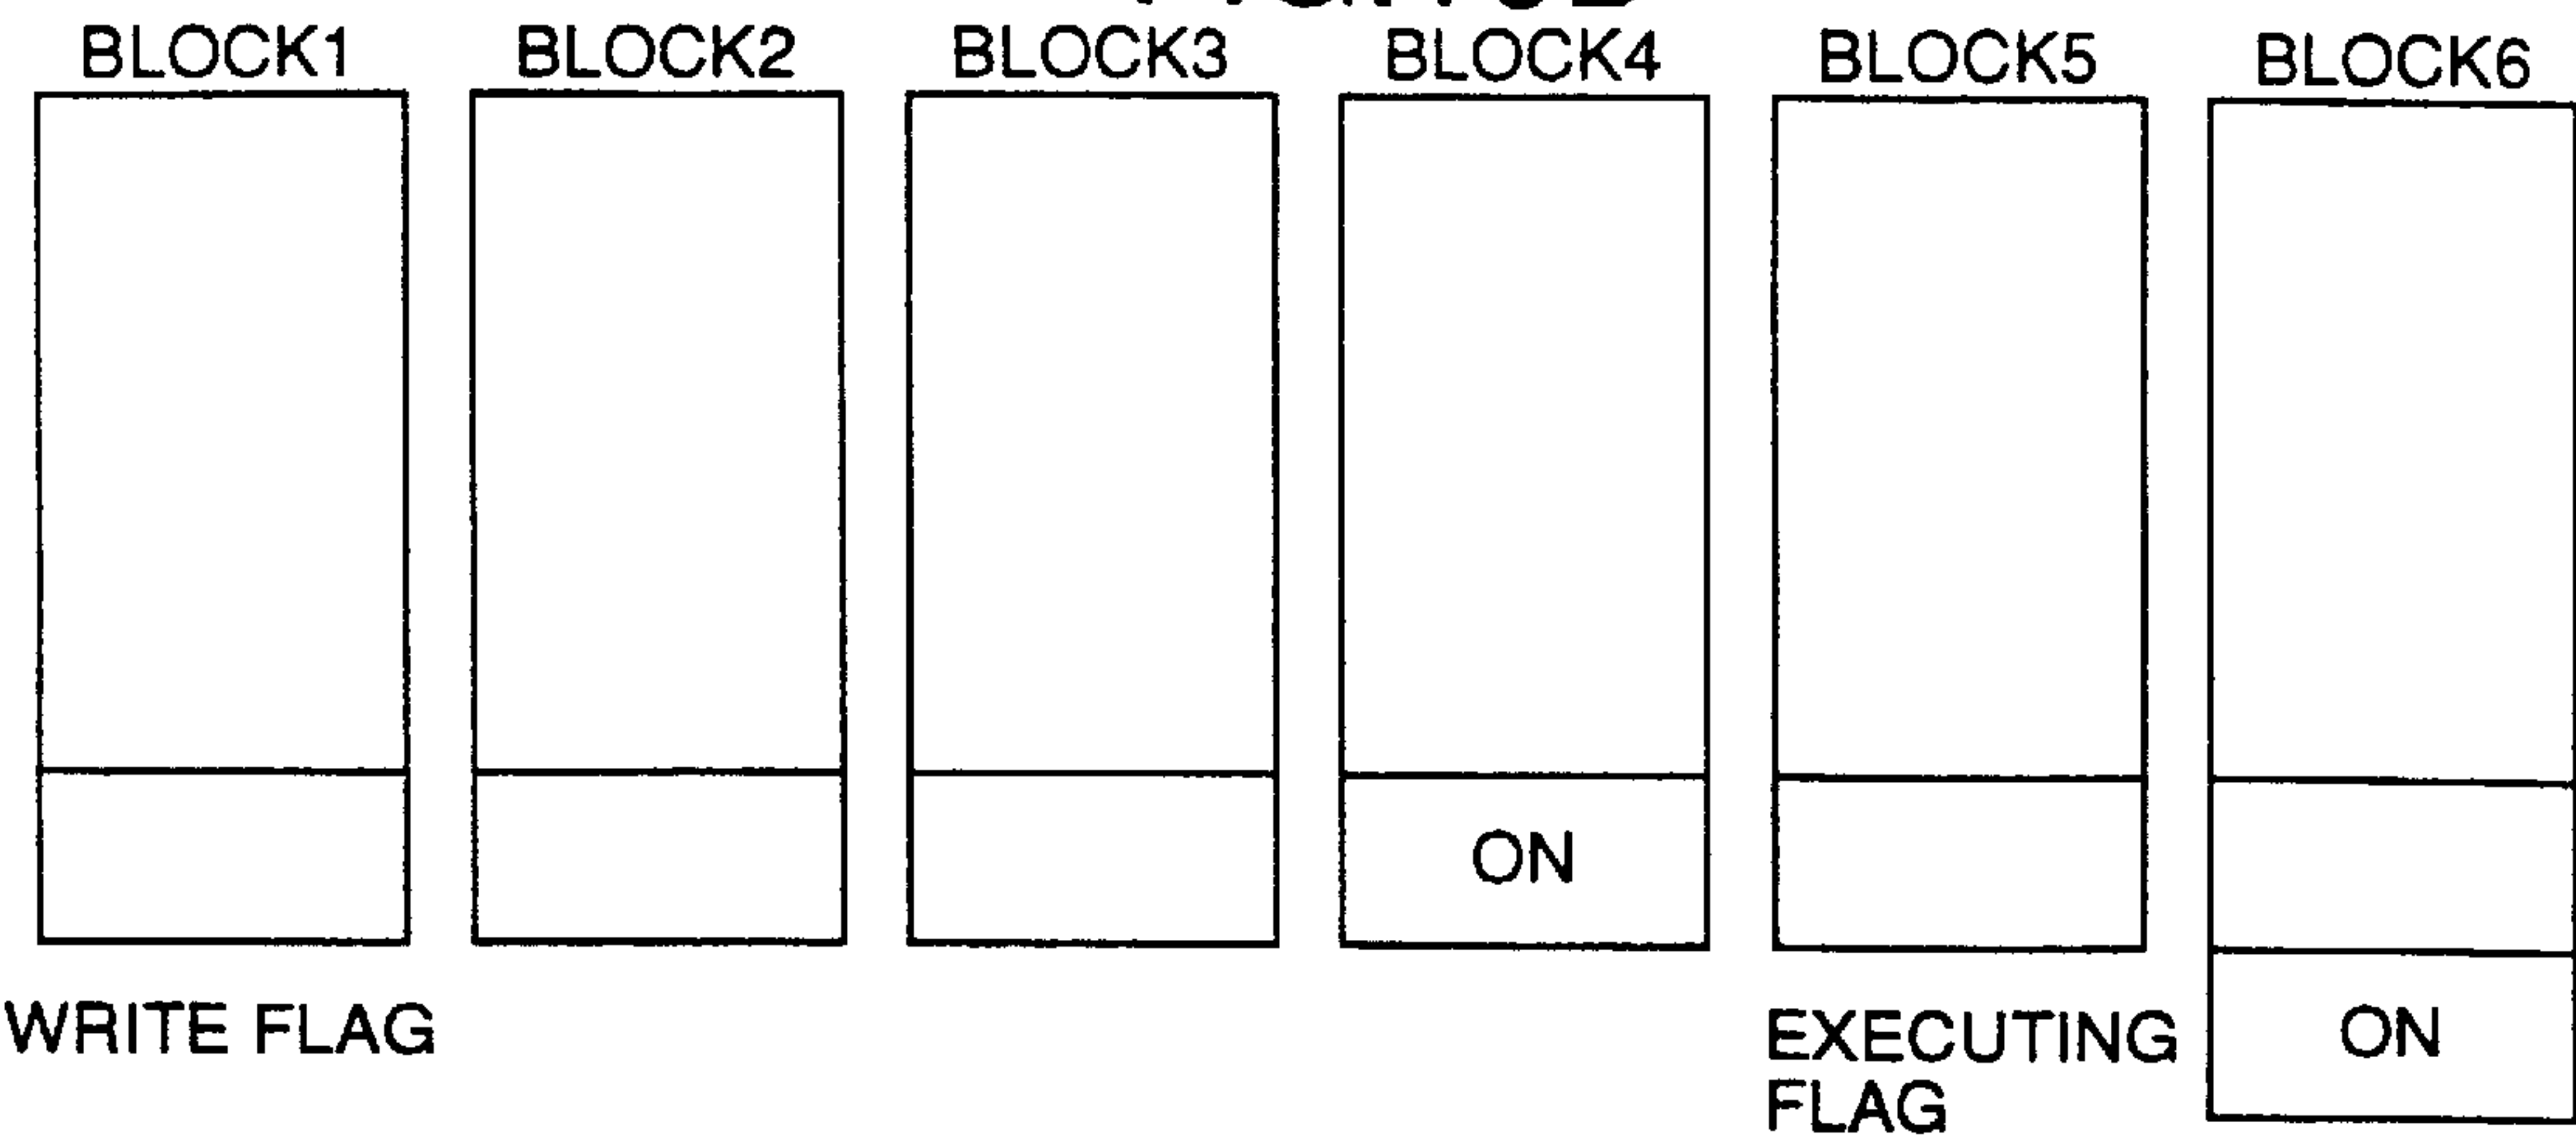 BLOCK1 BLOCK2 BLOCK3 BLOCK4 BLOCK5 BLOCK6
ON
WRITE FLAG
EXECUTING
FLAG
ON